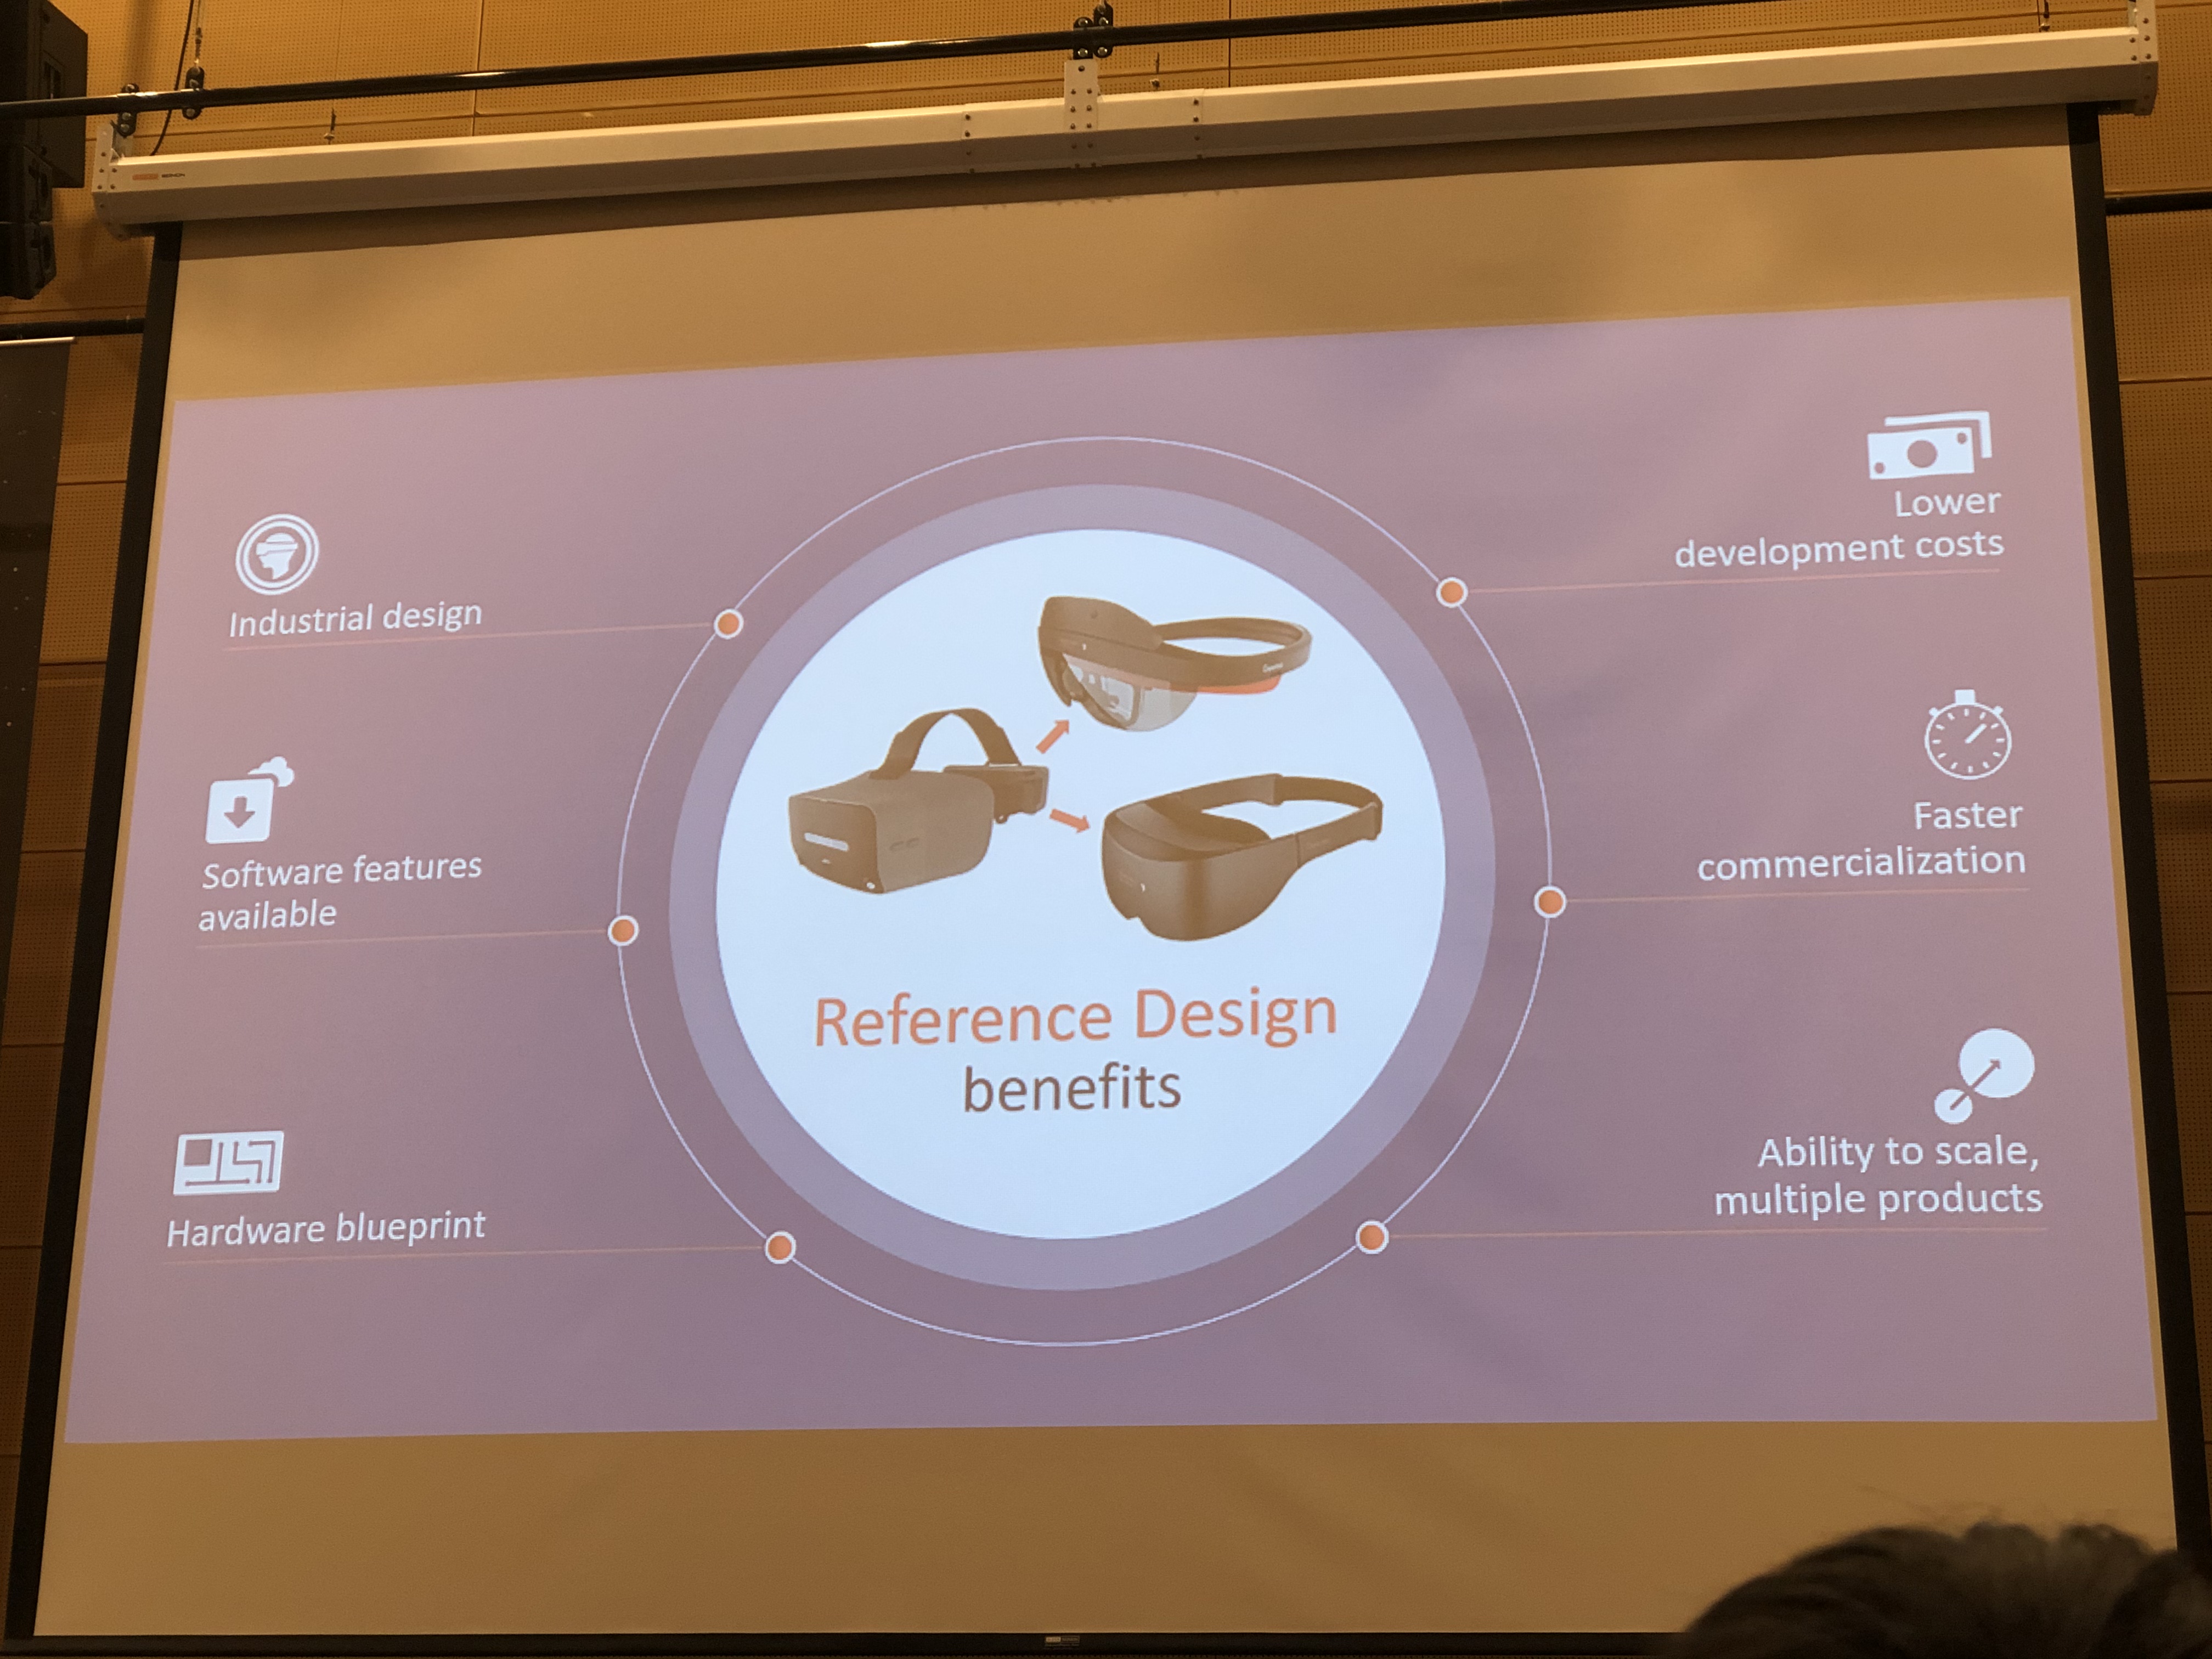 Industrial design
Software features
available
Hardware blueprint
Reference Design
benefits
Lower
development costs
Faster
commercialization
Ability to scale,
multiple products